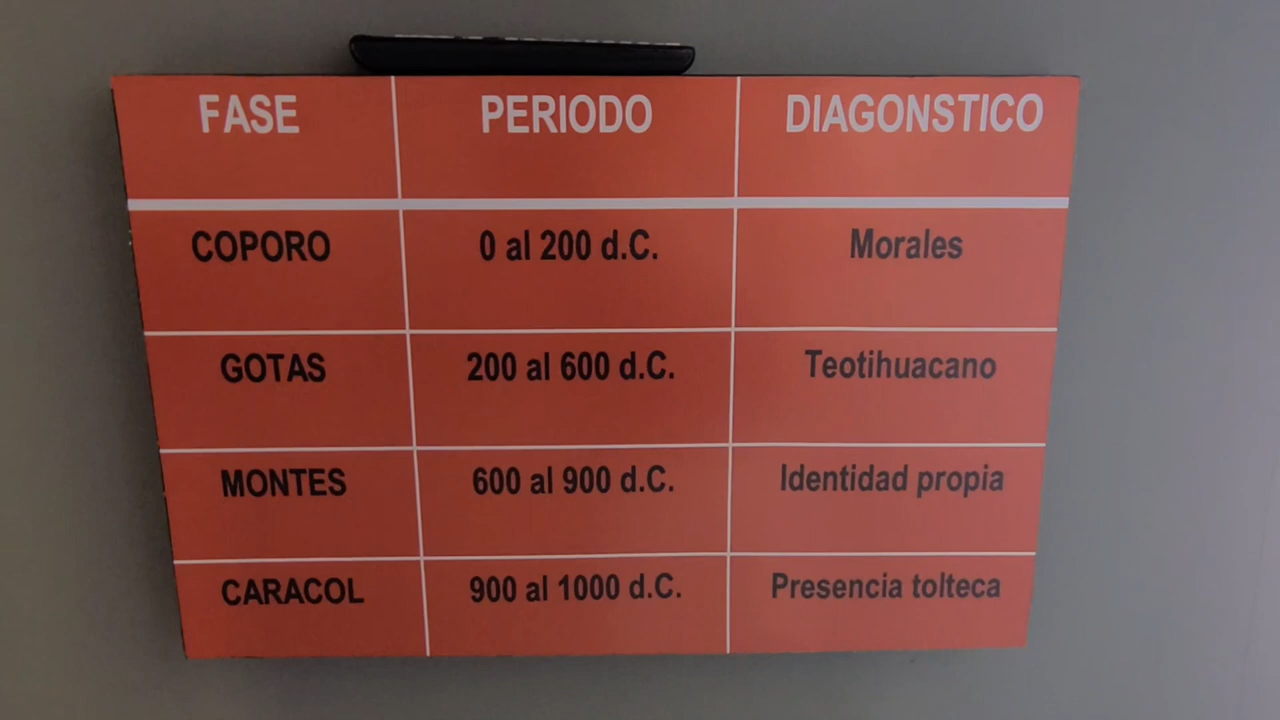 FASE PERIODO DIAGONSTICO
COPORO 0 al 200 d.C. Morales
GOTAS 200 al 600 d.C. Teotihuacano
MONTES 600 al 900 d.C. Identidad propia
CARACOL 900 al 1000 d.C. Presencia tolteca